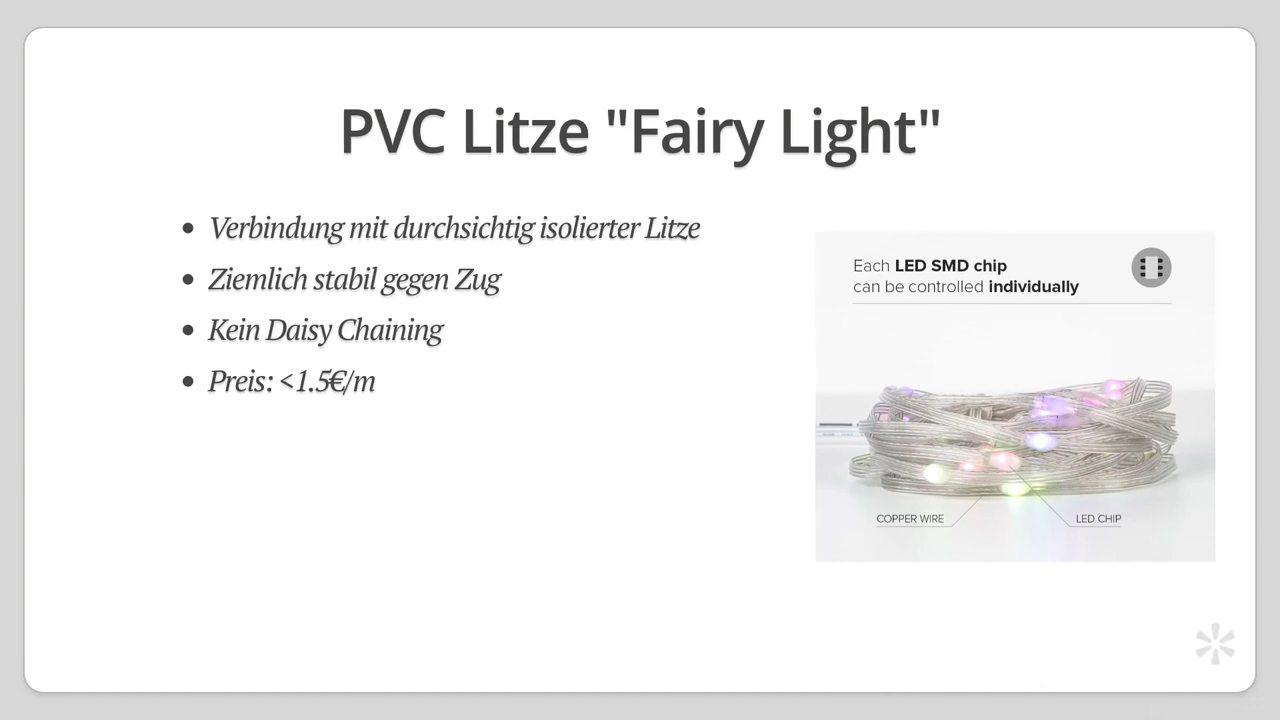 PVC Litze "Fairy Light"
Verbindung mit durchsichtig isolierter Litze
Ziemlich stabil gegen Zug
Kein Daisy Chaining
Preis: <1.5€/m
Each LED SMD chip
can be controlled individually
COPPER WIRE
LED CHIP